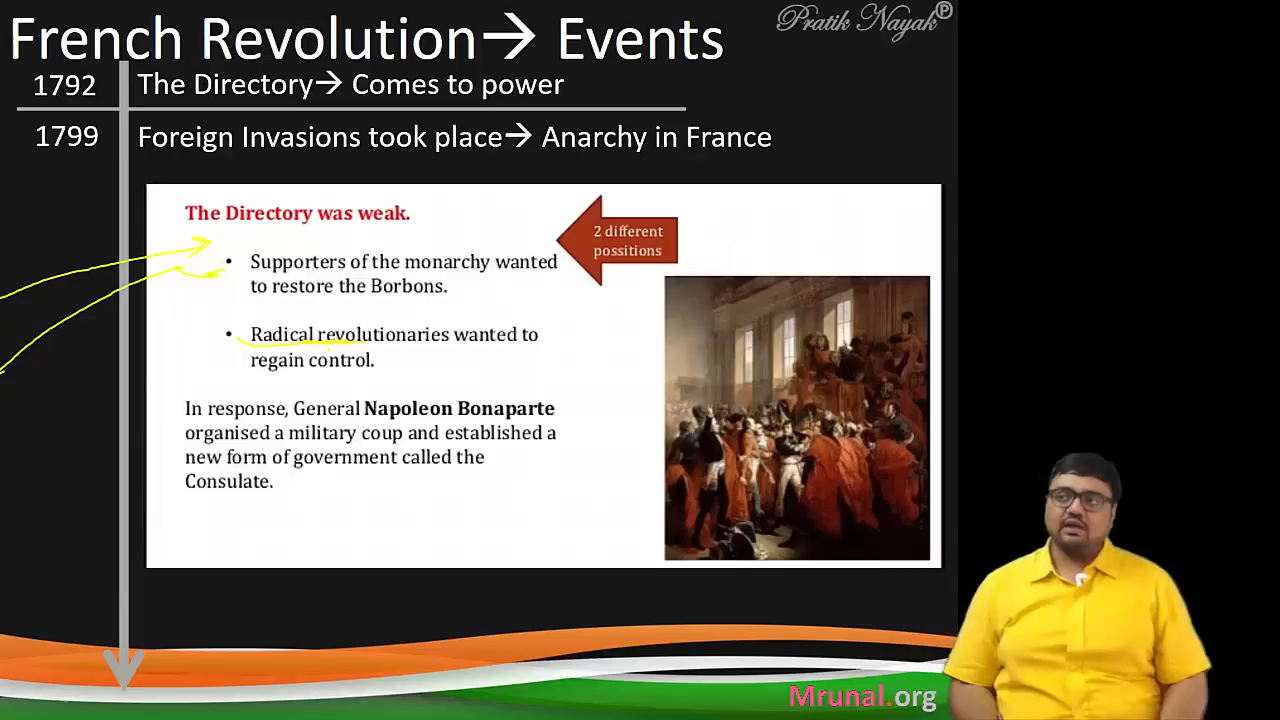 French Revolution→ Events
Pratik Nayak ℗
1792 The Directory→ Comes to power
1799 Foreign Invasions took place→ Anarchy in France
The Directory was weak.
2 different
possitions
• Supporters of the monarchy wanted
to restore the Borbons.
• Radical revolutionaries wanted to
regain control.
In response, General Napoleon Bonaparte
organised a military coup and established a
new form of government called the
Consulate.
Mrunal.org